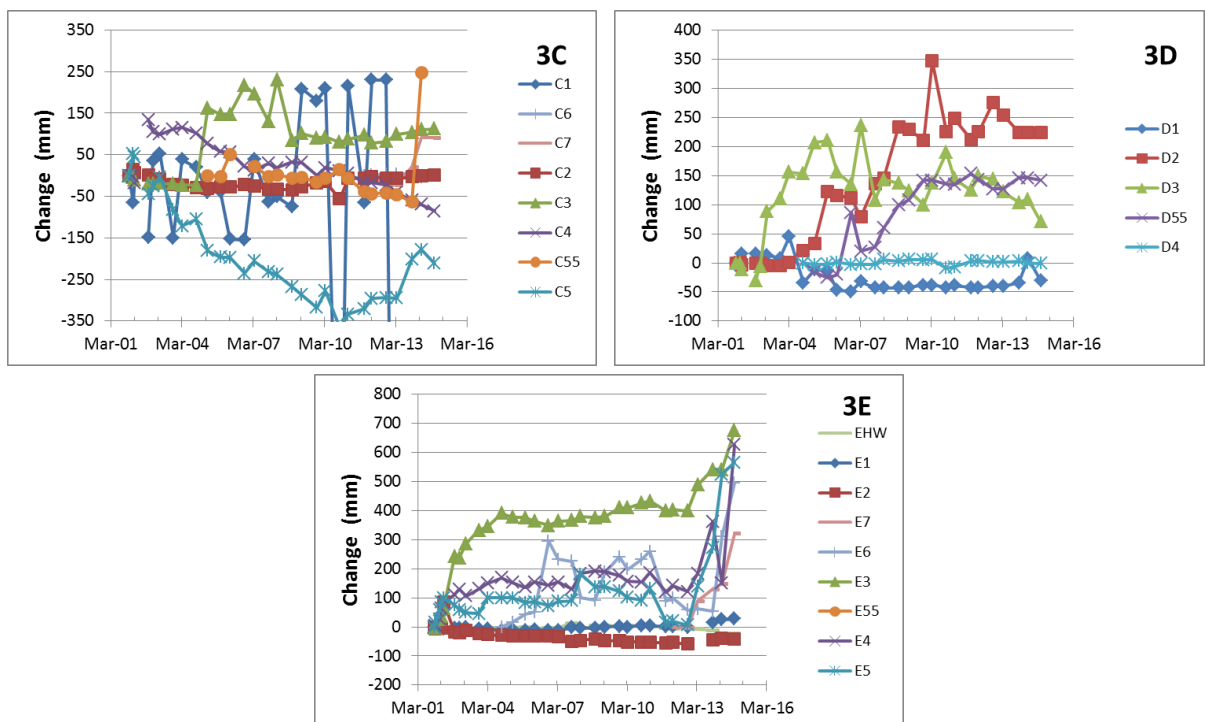 3C
Change (mm)
350
250
150
50
-50
-150
-250
-350
Mar-01 Mar-04 Mar-07 Mar-10 Mar-13 Mar-16
C1
C6
C7
C2
C3
C4
C55
C5
3D
Change (mm)
400
350
300
250
200
150
100
50
0
-50
-100
Mar-01 Mar-04 Mar-07 Mar-10 Mar-13 Mar-16
D1
D2
D3
D55
D4
3E
Change (mm)
800
700
600
500
400
300
200
100
0
-100
-200
Mar-01 Mar-04 Mar-07 Mar-10 Mar-13 Mar-16
EHW
E1
E2
E7
E6
E3
E55
E4
E5